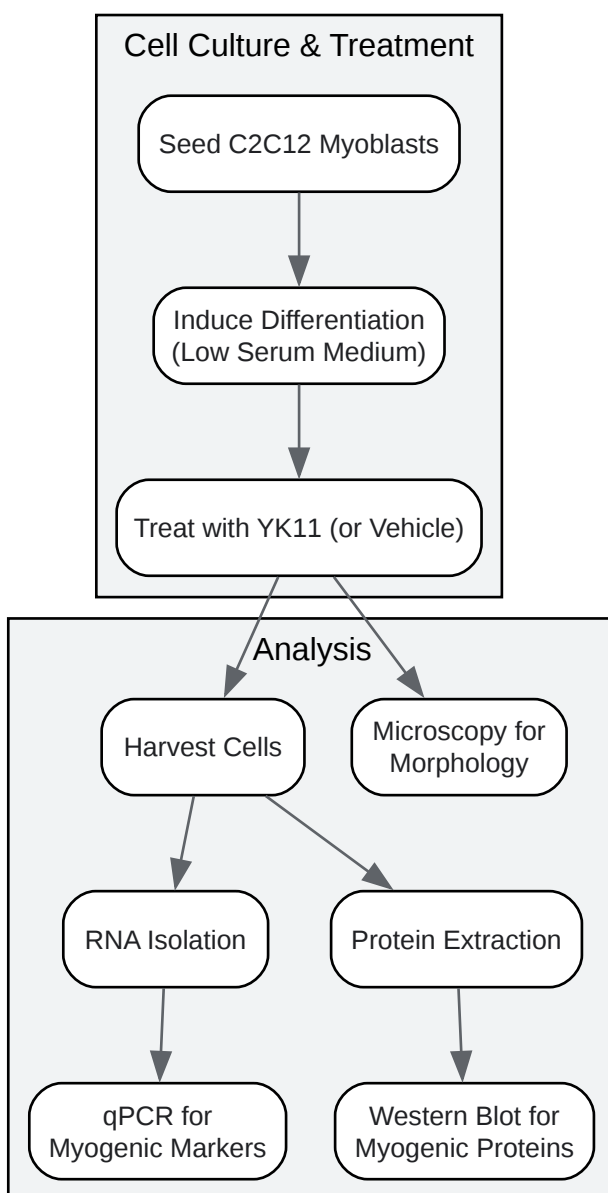 Cell Culture & Treatment
Seed C2C12 Myoblasts
Induce Differentiation
(Low Serum Medium)
Treat with YK11 (or Vehicle)
Analysis
Harvest Cells
Microscopy for
Morphology
RNA Isolation
Protein Extraction
qPCR for
Myogenic Markers
Western Blot for
Myogenic Proteins